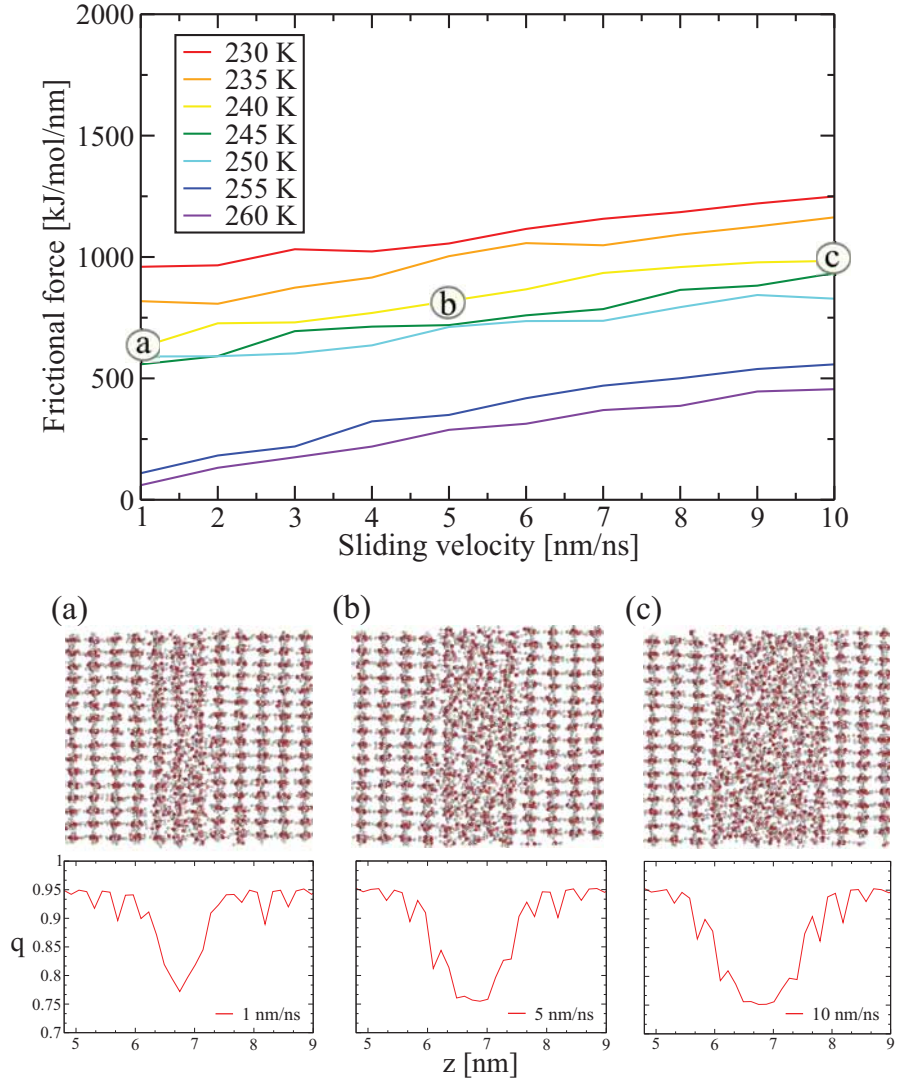 2000
1500
1000
500
0
Frictional force [kJ/mol/nm]
230 K
235 K
240 K
245 K
250 K
255 K
260 K
a
b
c
1 2 3 4 5 6 7 8 9 10
Sliding velocity [nm/ns]
(a) (b) (c)
1
0.95
0.9
0.85
0.8
0.75
0.7
q
1 nm/ns
5 nm/ns
10 nm/ns
5 6 7 8 9
5 6 7 8 9
5 6 7 8 9
z [nm]